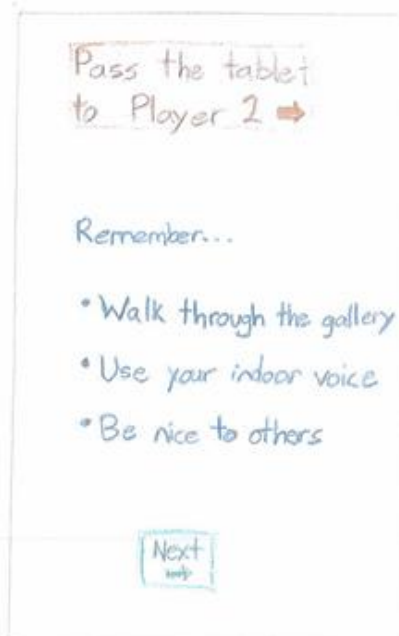 Pass the tablet
to Player 2 ➡
Remember...
• Walk through the gallery
• Use your indoor voice
• Be nice to others
Next